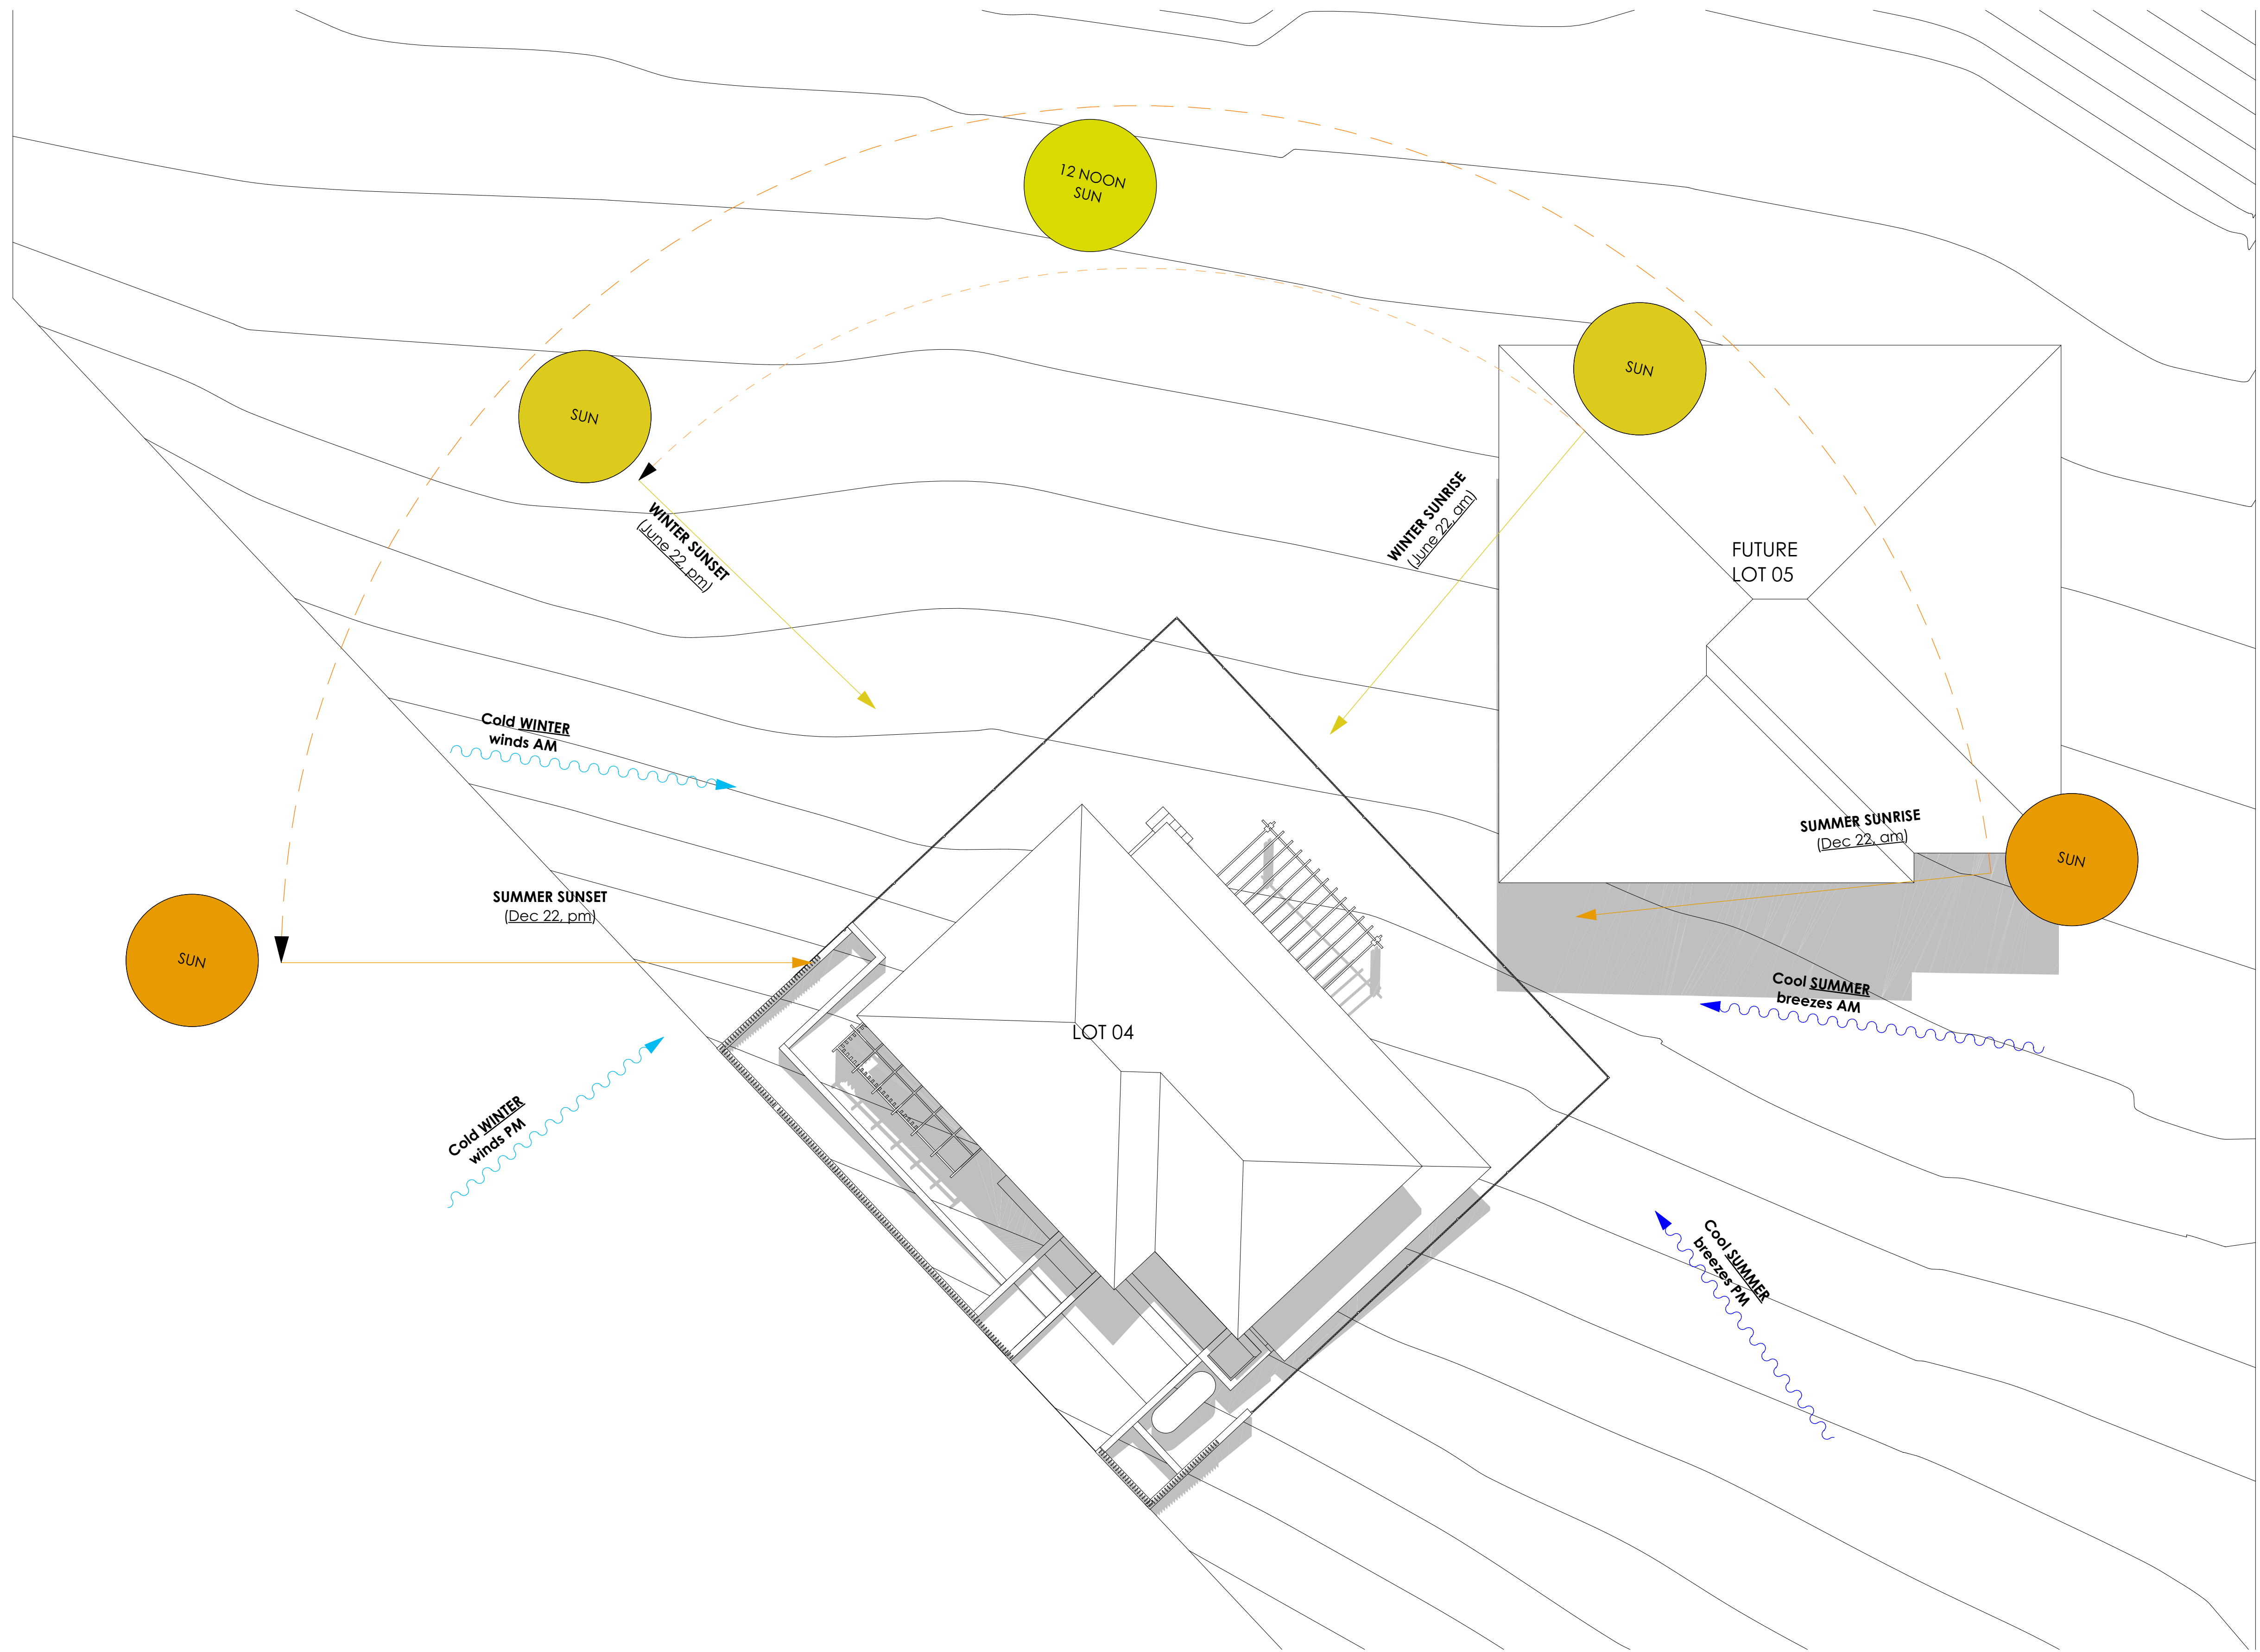 12 NOON
SUN
SUN
SUN
WINTER SUNSET
(June 22, pm)
WINTER SUNRISE
(June 22, am)
FUTURE
LOT 05
Cold WINTER
winds AM
SUMMER SUNRISE
(Dec 22, am)
SUN
SUMMER SUNSET
(Dec 22, pm)
SUN
Cool SUMMER
breezes AM
LOT 04
Cold WINTER
winds PM
Cool SUMMER
breezes PM